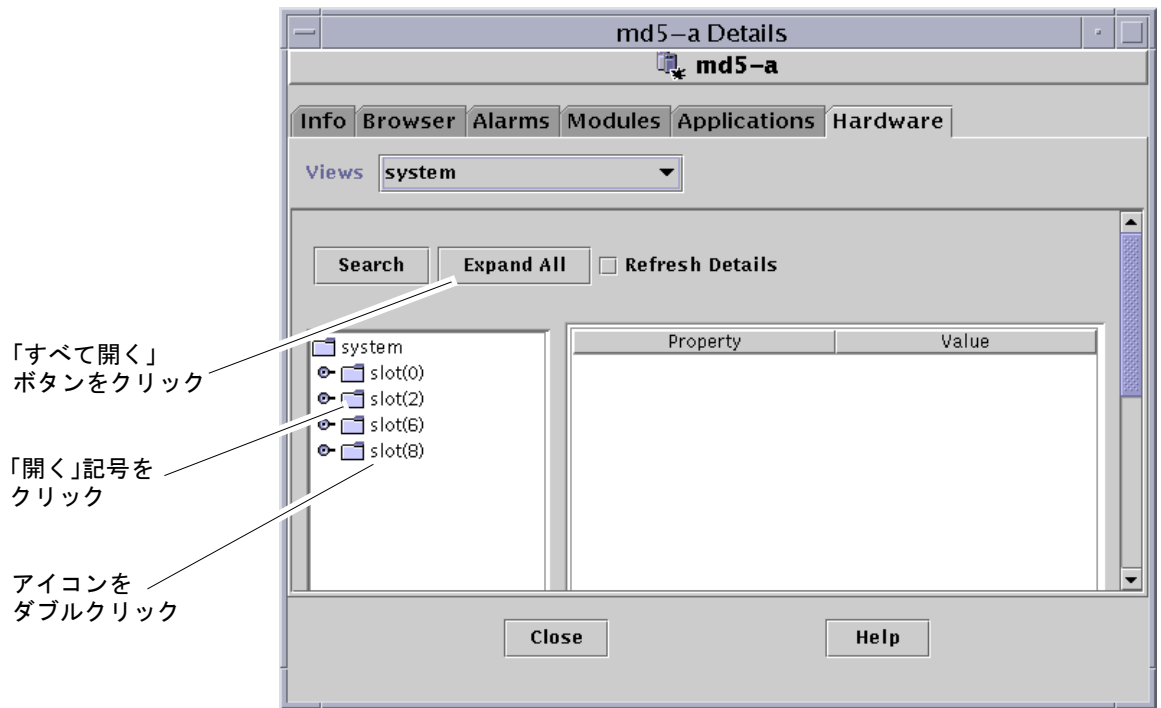 md5–a Details
md5–a
Info Browser Alarms Modules Applications Hardware
Views system
Search Expand All Refresh Details
Property Value
system
slot(0)
slot(2)
slot(6)
slot(8)
「すべて開く」
ボタンをクリック
「開く」記号を
クリック
アイコンを
ダブルクリック
Close Help